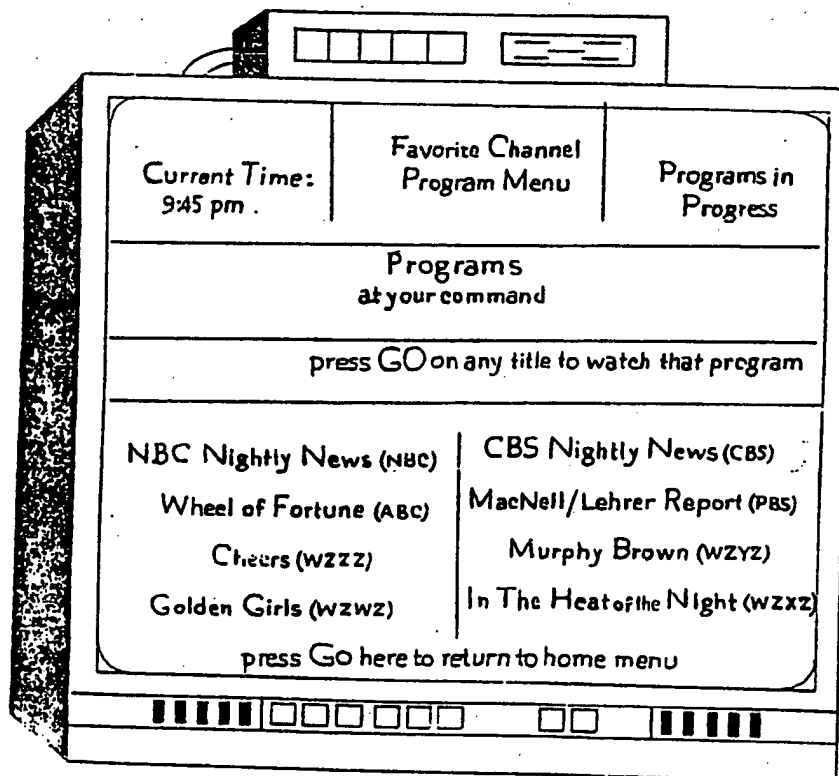 Current Time:
9:45 pm .
Favorite Channel
Program Menu
Programs in
Progress
Programs
at your command
press GO on any title to watch that program
NBC Nightly News (NBC)
Wheel of Fortune (ABC)
Cheers (WZZZ)
Golden Girls (WZWZ)
CBS Nightly News (CBS)
MacNeil/Lehrer Report (PBS)
Murphy Brown (WZYZ)
In The Heat of the Night (WZXZ)
press Go here to return to home menu